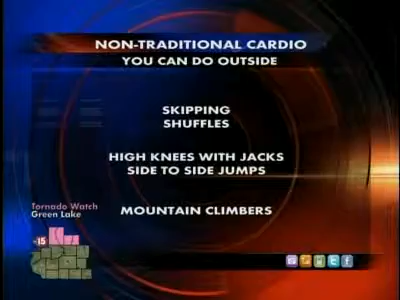 NON-TRADITIONAL CARDIO
YOU CAN DO OUTSIDE
SKIPPING
SHUFFLES
HIGH KNEES WITH JACKS
SIDE TO SIDE JUMPS
Tornado Watch
Green Lake
MOUNTAIN CLIMBERS
15